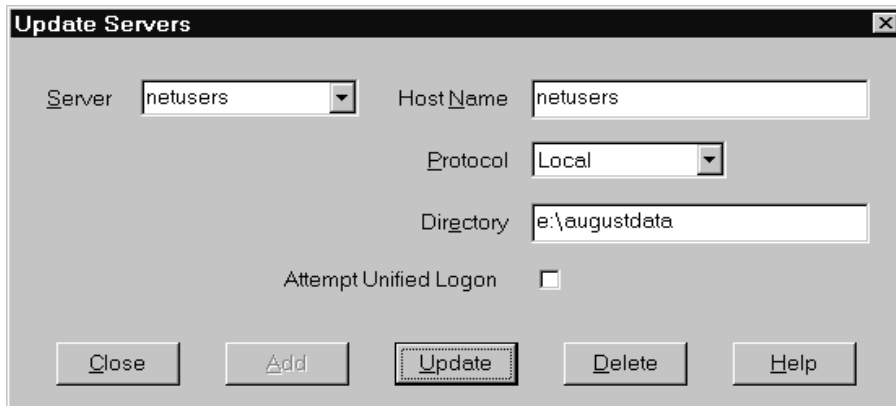 Update Servers
Server netusers Host Name netusers
Protocol Local
Directory e:\augustdata
Attempt Unified Logon
Close Add Update Delete Help